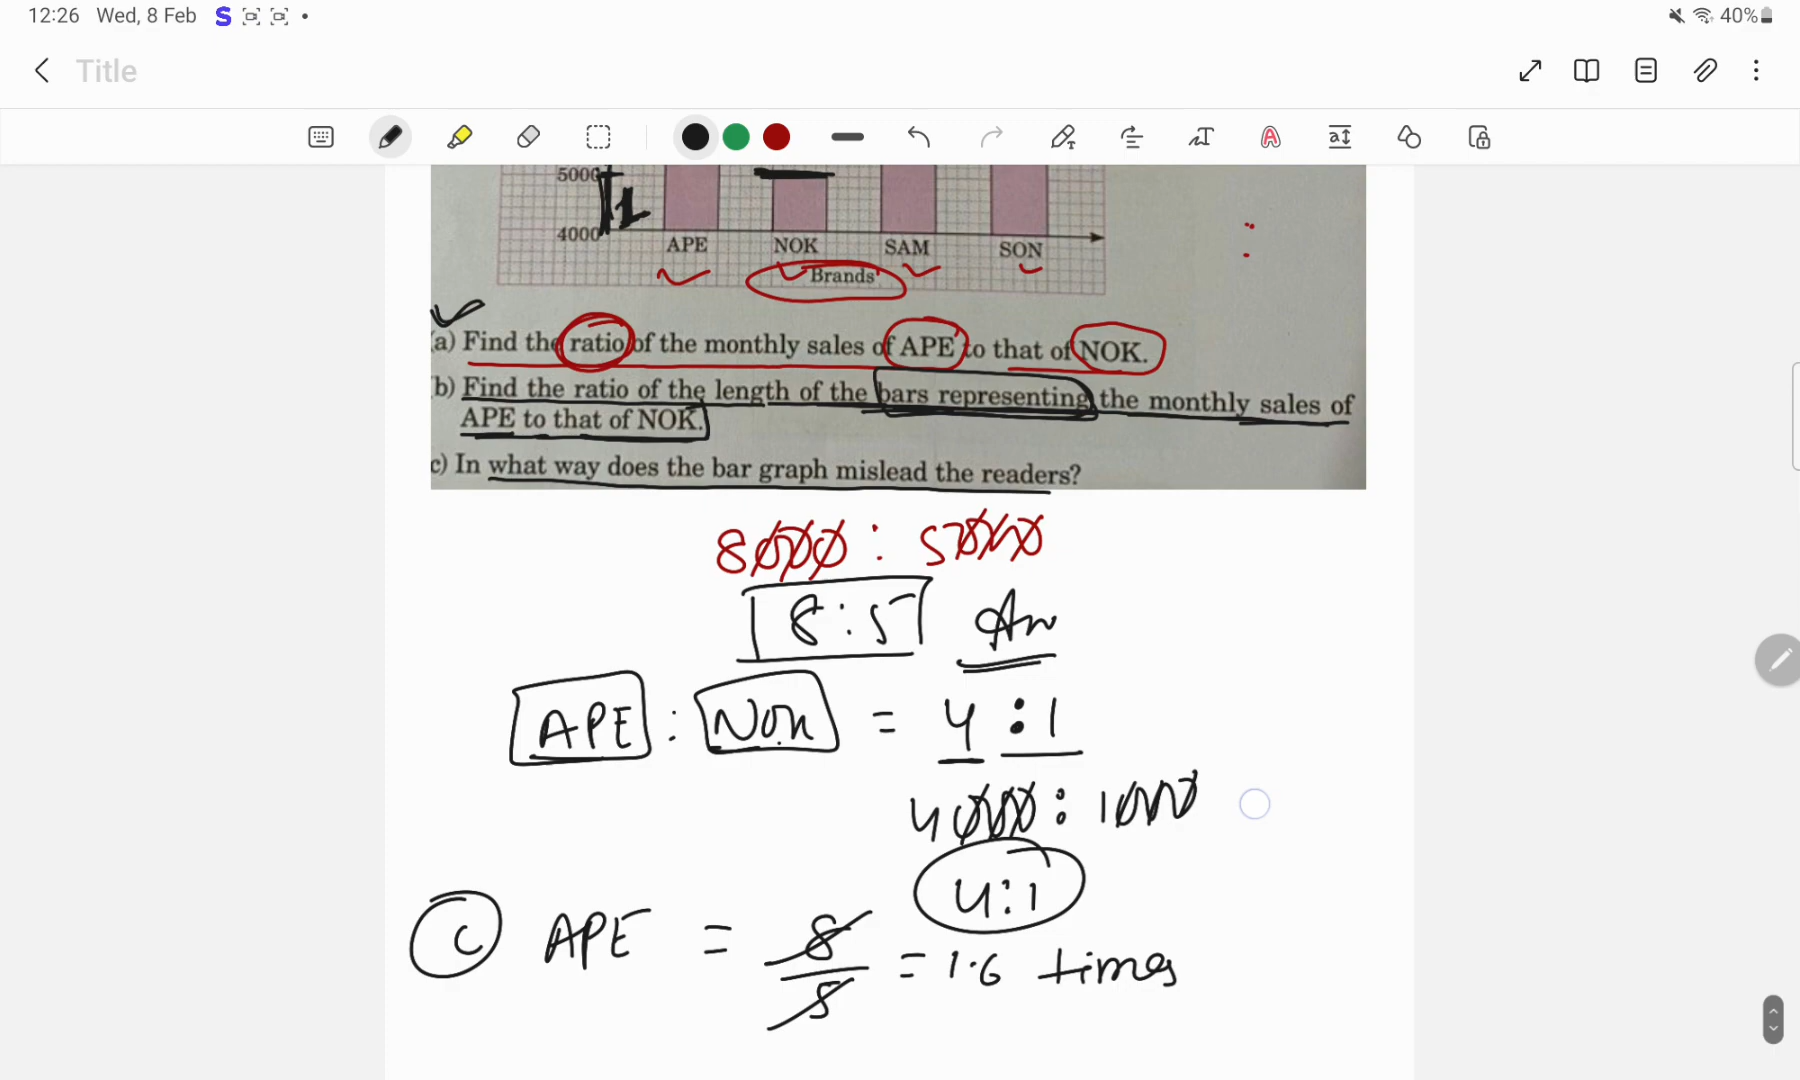 12:26 Wed, 8 Feb S 40%
Title
5000
1
4000
APE NOK SAM SON
Brands
(a) Find the ratio of the monthly sales of APE to that of NOK.
b) Find the ratio of the length of the bars representing the monthly sales of
APE to that of NOK.
c) In what way does the bar graph mislead the readers?
8000 : 5000
8:5 An
APE : Nok = 4 : 1
4000 : 1000
4:1
C APE = 8/5 = 1.6 times